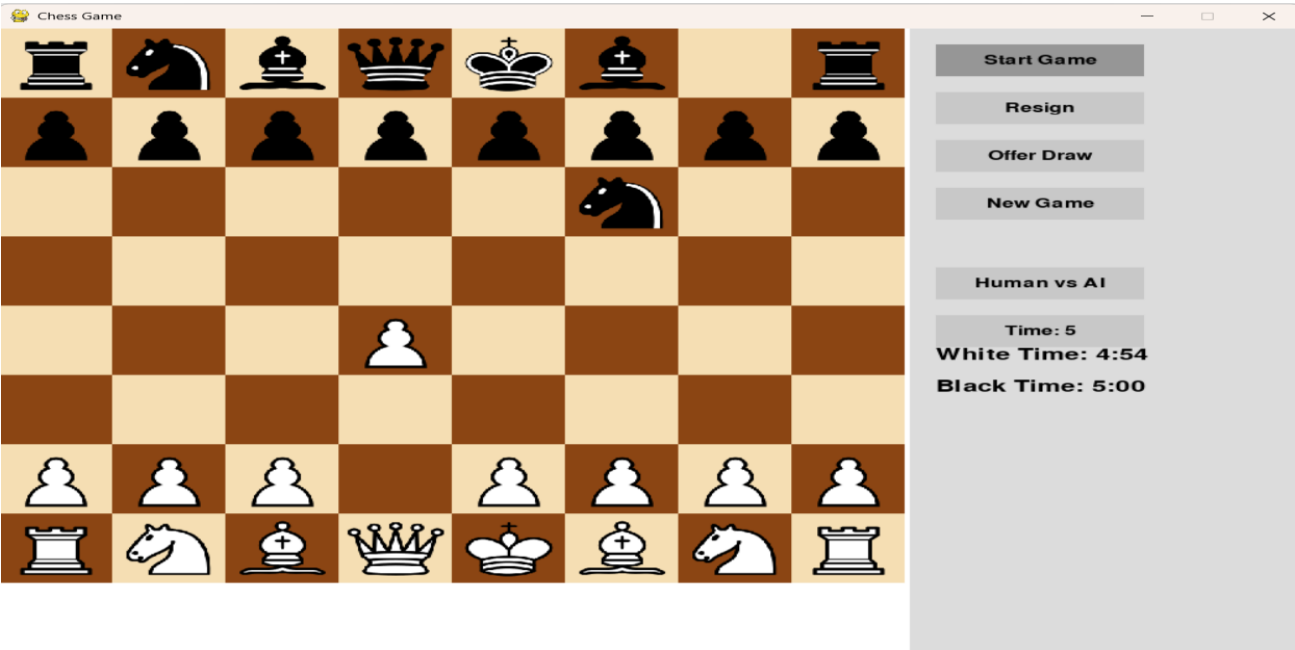 Chess Game
Start Game
Resign
Offer Draw
New Game
Human vs AI
Time: 5
White Time: 4:54
Black Time: 5:00